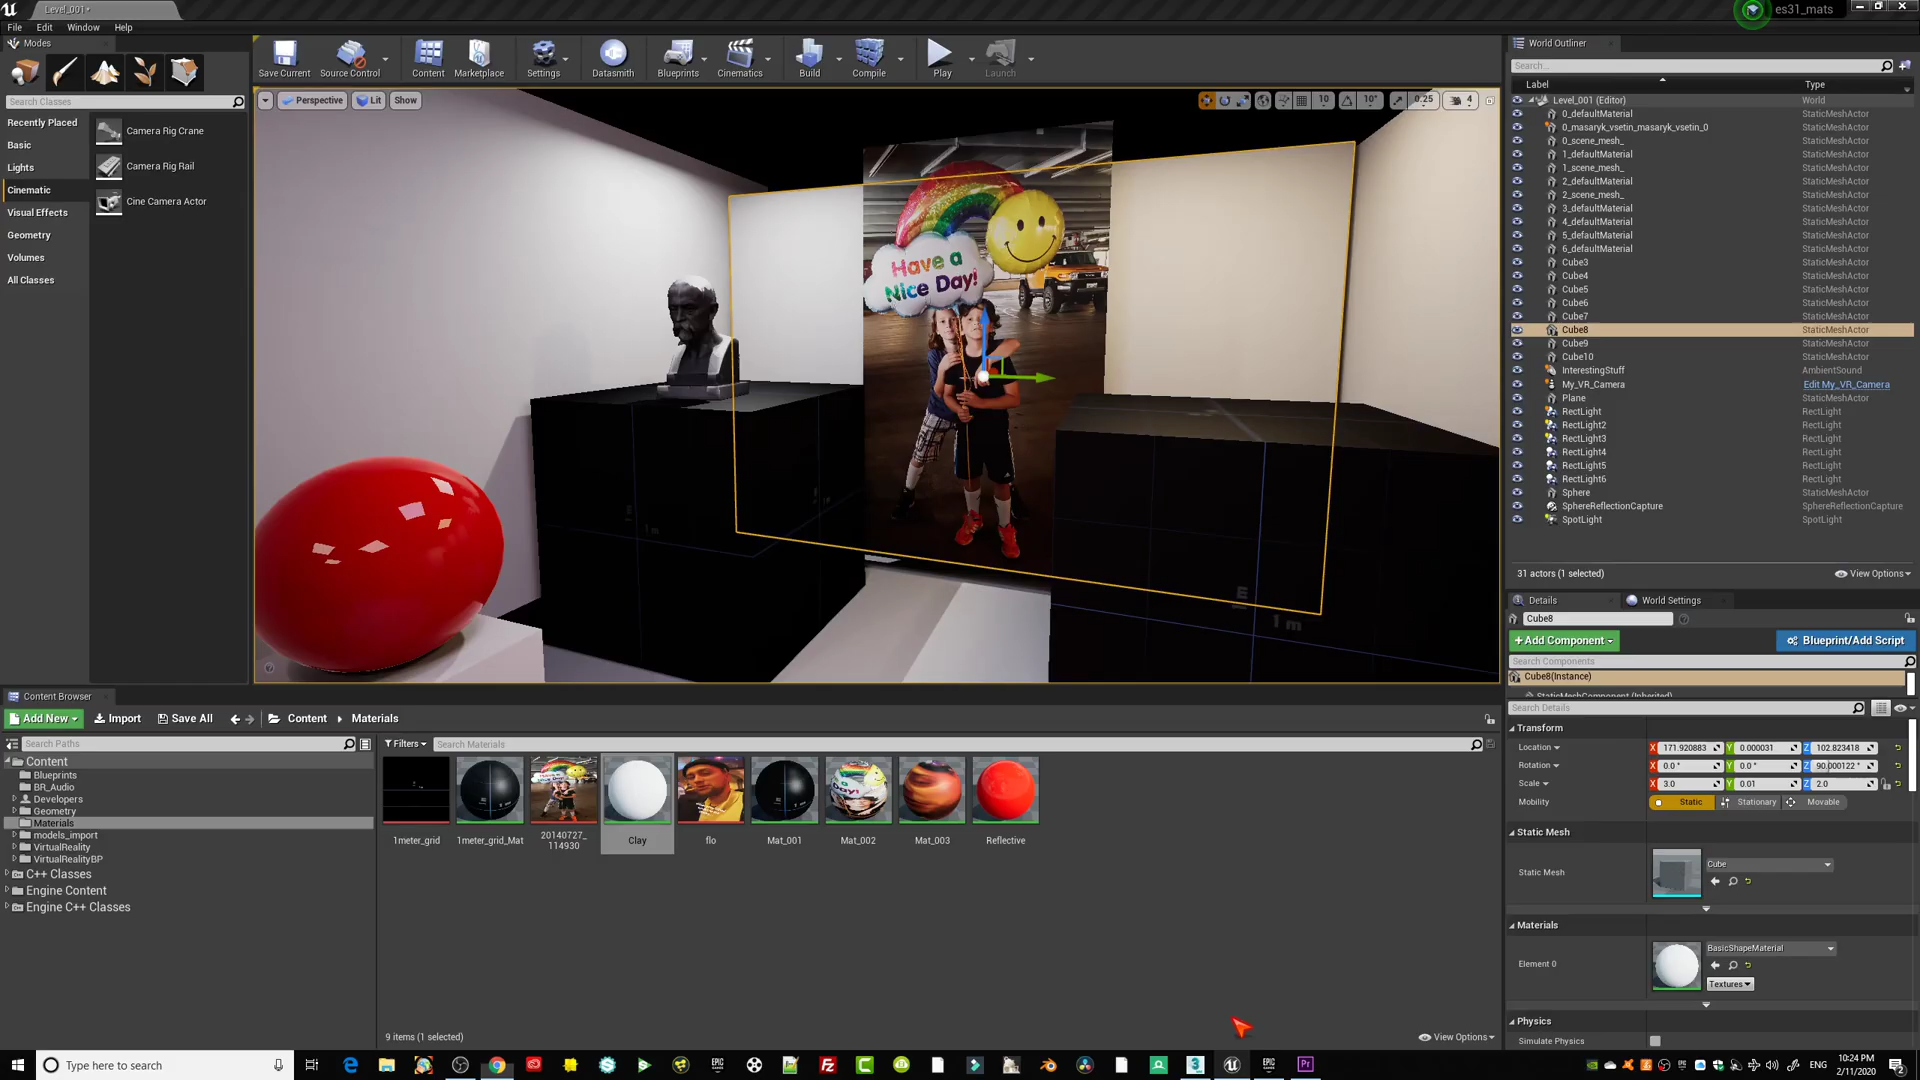 Level_001*
es31_mats
File Edit Window Help
Modes
Search Classes
Recently Placed
Basic
Lights
Cinematic
Visual Effects
Geometry
Volumes
All Classes
Camera Rig Crane
Camera Rig Rail
Cine Camera Actor
Save Current Source Control Content Marketplace Settings Datasmith Blueprints Cinematics Build Compile Play Launch
Perspective Lit Show
10 10° 0.25 4
Have a
Nice Day!
1 m
World Outliner
Search...
Label Type
Level_001 (Editor) World
0_defaultMaterial StaticMeshActor
0_masaryk_vsetin_masaryk_vsetin_0 StaticMeshActor
0_scene_mesh_ StaticMeshActor
1_defaultMaterial StaticMeshActor
1_scene_mesh_ StaticMeshActor
2_defaultMaterial StaticMeshActor
2_scene_mesh_ StaticMeshActor
3_defaultMaterial StaticMeshActor
4_defaultMaterial StaticMeshActor
5_defaultMaterial StaticMeshActor
6_defaultMaterial StaticMeshActor
Cube3 StaticMeshActor
Cube4 StaticMeshActor
Cube5 StaticMeshActor
Cube6 StaticMeshActor
Cube7 StaticMeshActor
Cube8 StaticMeshActor
Cube9 StaticMeshActor
Cube10 StaticMeshActor
InterestingStuff AmbientSound
My_VR_Camera Edit My_VR_Camera
Plane StaticMeshActor
RectLight RectLight
RectLight2 RectLight
RectLight3 RectLight
RectLight4 RectLight
RectLight5 RectLight
RectLight6 RectLight
Sphere StaticMeshActor
SphereReflectionCapture SphereReflectionCapture
SpotLight SpotLight
31 actors (1 selected) View Options
Details World Settings
Cube8
+Add Component Blueprint/Add Script
Search Components
Cube8(Instance)
StaticMeshComponent (Inherited)
Search Details
Transform
Location X 171.920883 Y 0.000031 Z 102.823418
Rotation X 0.0 ° Y 0.0 ° Z 90.000122 °
Scale X 3.0 Y 0.01 Z 2.0
Mobility Static Stationary Movable
Static Mesh
Static Mesh Cube
Materials
Element 0 BasicShapeMaterial
Textures
Physics
Simulate Physics
Content Browser
Add New Import Save All Content Materials
Search Paths
Filters Search Materials
Content
Blueprints
BR_Audio
Developers
Geometry
Materials
models_import
VirtualReality
VirtualRealityBP
C++ Classes
Engine Content
Engine C++ Classes
1meter_grid 1meter_grid_Mat 20140727_
114930 Clay flo Mat_001 Mat_002 Mat_003 Reflective
9 items (1 selected) View Options
Type here to search
ENG
10:24 PM
2/11/2020